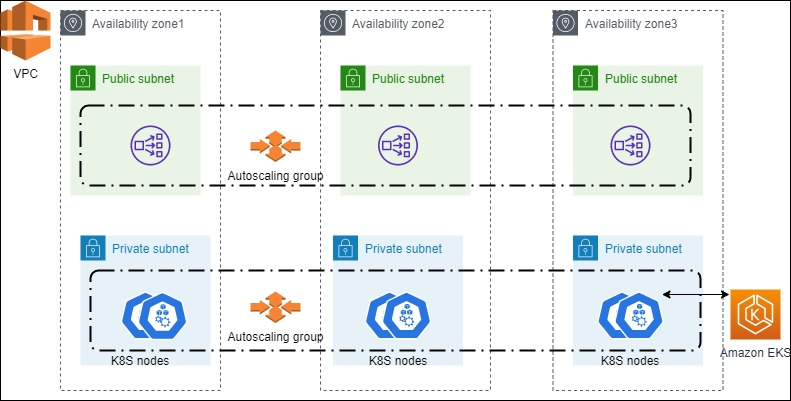 Availability zone1
Availability zone2
Availability zone3
VPC
Public subnet
Public subnet
Public subnet
Autoscaling group
Private subnet
Private subnet
Private subnet
Autoscaling group
K8S nodes
K8S nodes
K8S nodes
K
Amazon EKS